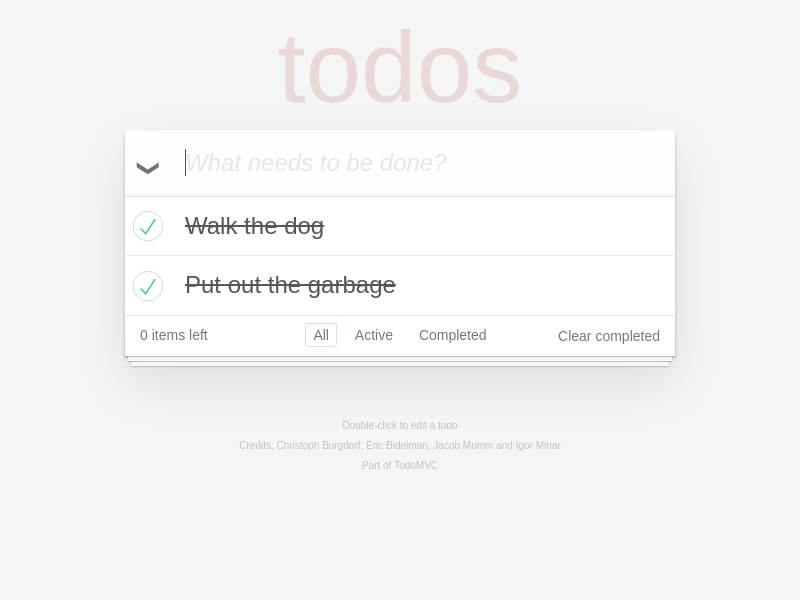 todos
What needs to be done?
Walk the dog
Put out the garbage
0 items left All Active Completed Clear completed
Double-click to edit a todo
Credits: Christoph Burgdorf, Eric Bidelman, Jacob Mumm and Igor Minar
Part of TodoMVC